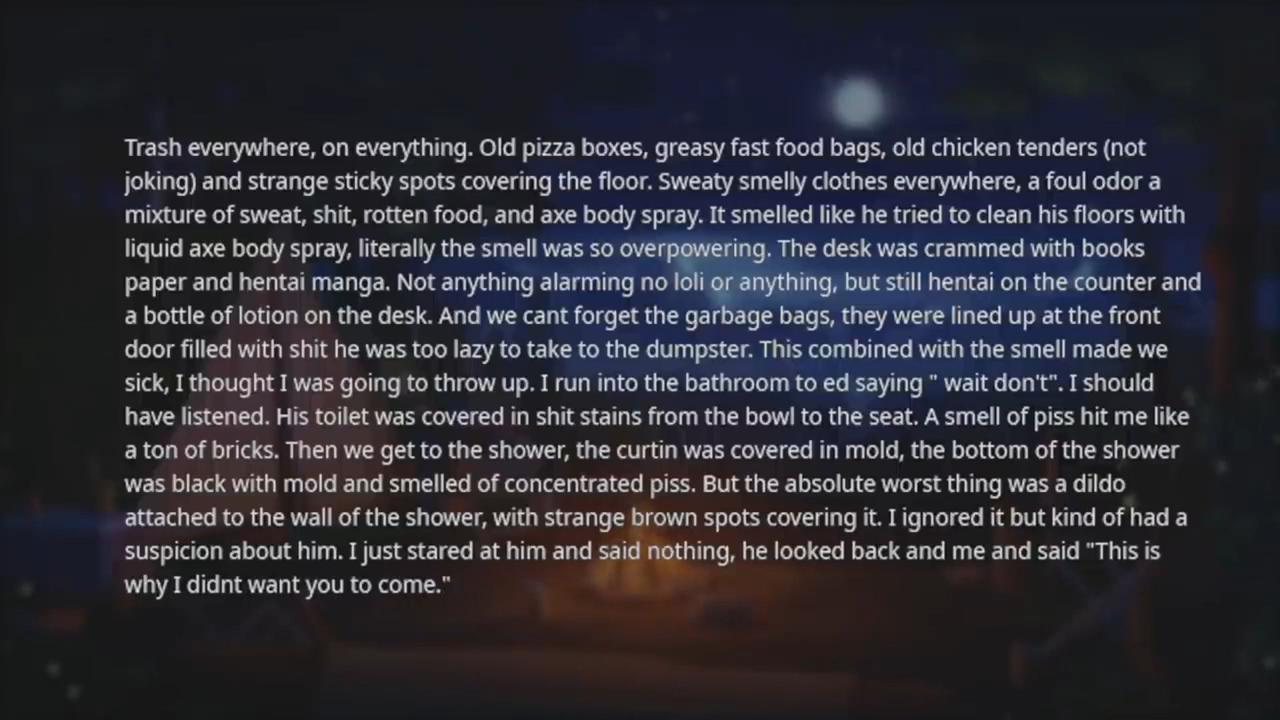 Trash everywhere, on everything. Old pizza boxes, greasy fast food bags, old chicken tenders (not
joking) and strange sticky spots covering the floor. Sweaty smelly clothes everywhere, a foul odor a
mixture of sweat, shit, rotten food, and axe body spray. It smelled like he tried to clean his floors with
liquid axe body spray, literally the smell was so overpowering. The desk was crammed with books
paper and hentai manga. Not anything alarming no loli or anything, but still hentai on the counter and
a bottle of lotion on the desk. And we cant forget the garbage bags, they were lined up at the front
door filled with shit he was too lazy to take to the dumpster. This combined with the smell made we
sick, I thought I was going to throw up. I run into the bathroom to ed saying " wait don't". I should
have listened. His toilet was covered in shit stains from the bowl to the seat. A smell of piss hit me like
a ton of bricks. Then we get to the shower, the curtin was covered in mold, the bottom of the shower
was black with mold and smelled of concentrated piss. But the absolute worst thing was a dildo
attached to the wall of the shower, with strange brown spots covering it. I ignored it but kind of had a
suspicion about him. I just stared at him and said nothing, he looked back and me and said "This is
why I didnt want you to come."